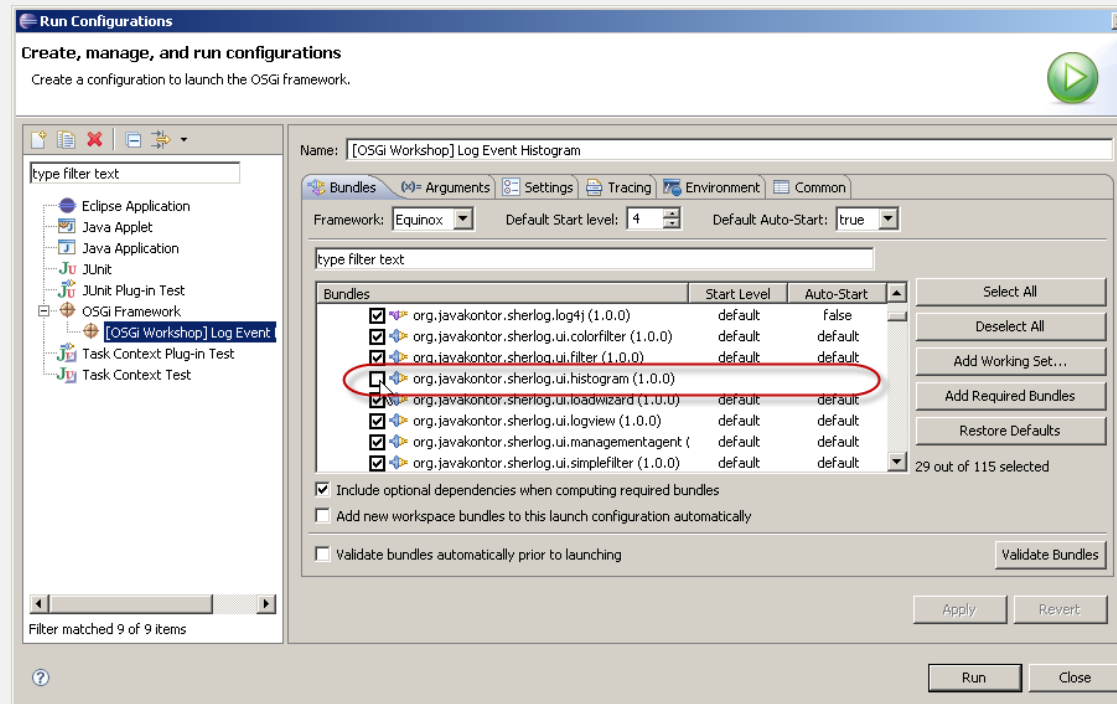 Run Configurations
Create, manage, and run configurations
Create a configuration to launch the OSGi framework.
type filter text
Eclipse Application
Java Applet
Java Application
JUnit
JUnit Plug-in Test
OSGi Framework
[OSGi Workshop] Log Event
Task Context Plug-in Test
Task Context Test
Filter matched 9 of 9 items
Name: [OSGi Workshop] Log Event Histogram
Bundles (x)= Arguments Settings Tracing Environment Common
Framework: Equinox Default Start level: 4 Default Auto-Start: true
type filter text
Bundles Start Level Auto-Start
org.javakontor.sherlog.log4j (1.0.0) default false
org.javakontor.sherlog.ui.colorfilter (1.0.0) default default
org.javakontor.sherlog.ui.filter (1.0.0) default default
org.javakontor.sherlog.ui.histogram (1.0.0)
org.javakontor.sherlog.ui.loadwizard (1.0.0) default default
org.javakontor.sherlog.ui.logview (1.0.0) default default
org.javakontor.sherlog.ui.managementagent ( default default
org.javakontor.sherlog.ui.simplefilter (1.0.0) default default
Select All
Deselect All
Add Working Set...
Add Required Bundles
Restore Defaults
29 out of 115 selected
Include optional dependencies when computing required bundles
Add new workspace bundles to this launch configuration automatically
Validate bundles automatically prior to launching
Validate Bundles
Apply Revert
? Run Close